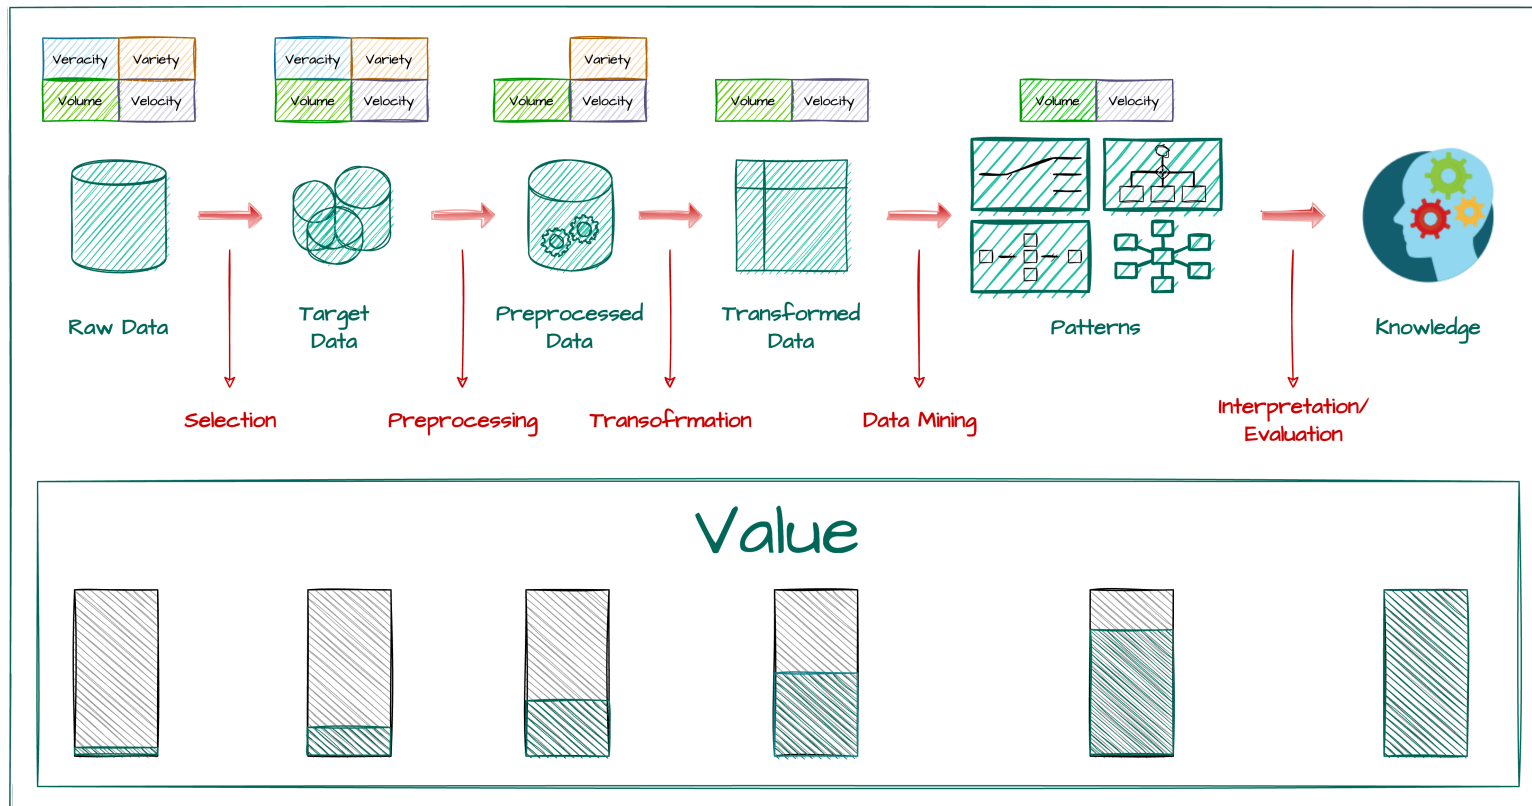 Veracity Variety
Volume Velocity
Veracity Variety
Volume Velocity
Variety
Volume Velocity
Volume Velocity
Volume Velocity
Raw Data
Target
Data
Preprocessed
Data
Transformed
Data
Patterns
Knowledge
Selection
Preprocessing
Transofrmation
Data Mining
Interpretation/
Evaluation
Value